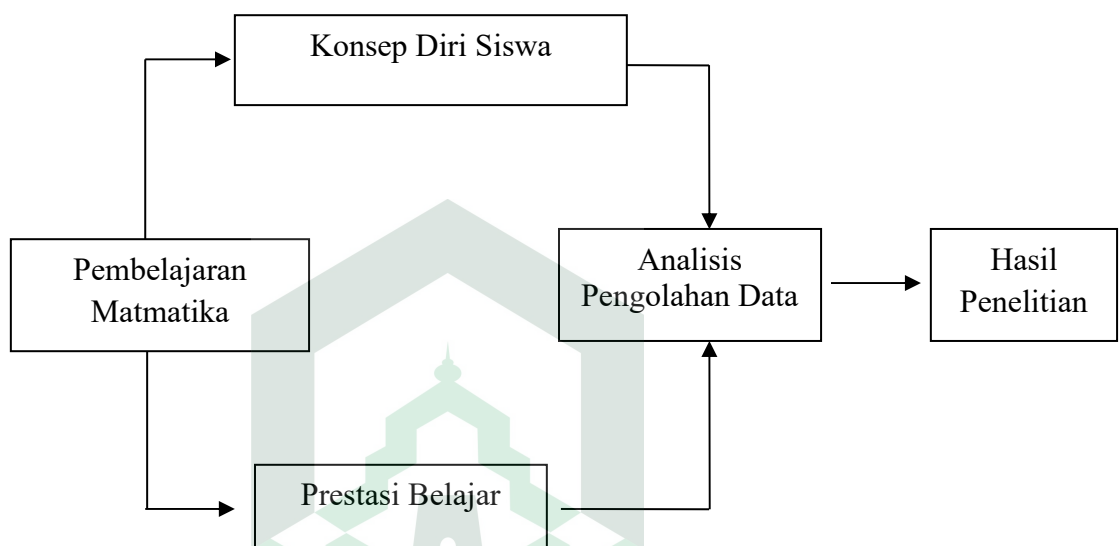 Konsep Diri Siswa
Pembelajaran
Matmatika
Analisis
Pengolahan Data
Hasil
Penelitian
Prestasi Belajar